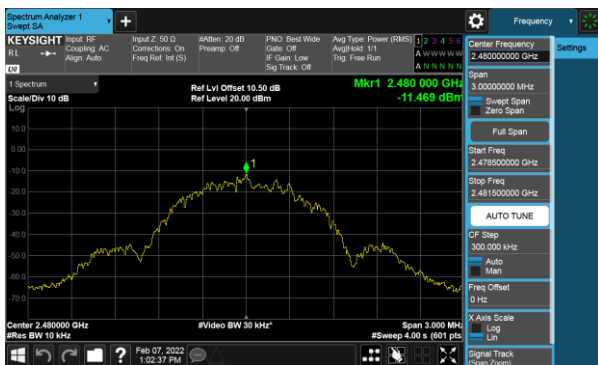 Spectrum Analyzer 1
Swept SA
Frequency
KEYSIGHT
RL
LXI
Input: RF
Coupling: AC
Align: Auto
Input Z: 50 Ω
Corrections: On
Freq Ref: Int (S)
#Atten: 20 dB
Preamp: Off
PNO: Best Wide
Gate: Off
IF Gain: Low
Sig Track: Off
Avg Type: Power (RMS)
Avg|Hold: 1/1
Trig: Free Run
1 2 3 4 5 6
A W W W W W
A N N N N N
1 Spectrum
Scale/Div 10 dB
Log
Ref Lvl Offset 10.50 dB
Ref Level 20.00 dBm
Mkr1 2.480 000 GHz
-11.469 dBm
10.0
0.00
-10.0
-20.0
-30.0
-40.0
-50.0
-60.0
-70.0
1
Center 2.480000 GHz
#Res BW 10 kHz
#Video BW 30 kHz*
Span 3.000 MHz
#Sweep 4.00 s (601 pts)
?
Feb 07, 2022
1:02:37 PM
Center Frequency
2.480000000 GHz
Settings
Span
3.00000000 MHz
Swept Span
Zero Span
Full Span
Start Freq
2.478500000 GHz
Stop Freq
2.481500000 GHz
AUTO TUNE
CF Step
300.000 kHz
Auto
Man
Freq Offset
0 Hz
X Axis Scale
Log
Lin
Signal Track
(Span Zoom)